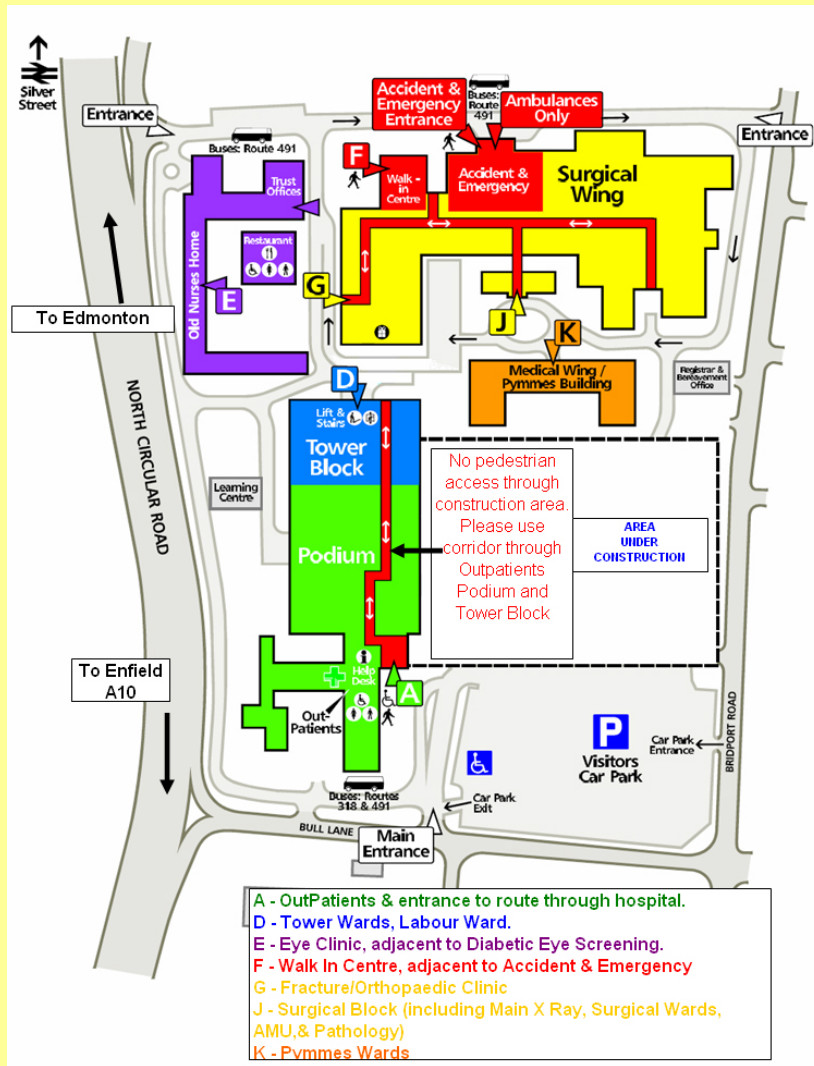 Silver
Street
Entrance
Accident &
Emergency
Entrance
Buses:
Route
491
Ambulances
Only
Entrance
Buses: Route 491
F
Walk -
in
Centre
Accident &
Emergency
Surgical
Wing
Trust
Offices
Restaurant
Old Nurses Home
E
G
J
K
To Edmonton
Medical Wing /
Pymmes Building
Registrar &
Bereavement
Office
D
Lift &
Stairs
Tower
Block
NORTH CIRCULAR ROAD
Learning
Centre
Podium
No pedestrian
access through
construction area.
Please use
corridor through
Outpatients
Podium and
Tower Block
AREA
UNDER
CONSTRUCTION
To Enfield
A10
i
Help
Desk
A
Out-
Patients
P
Visitors
Car Park
Car Park
Entrance
BRIDPORT ROAD
Buses: Routes
318 & 491
Car Park
Exit
BULL LANE
Main
Entrance
A - OutPatients & entrance to route through hospital.
D - Tower Wards, Labour Ward.
E - Eye Clinic, adjacent to Diabetic Eye Screening.
F - Walk In Centre, adjacent to Accident & Emergency
G - Fracture/Orthopaedic Clinic
J - Surgical Block (including Main X Ray, Surgical Wards,
AMU,& Pathology)
K - Pymmes Wards